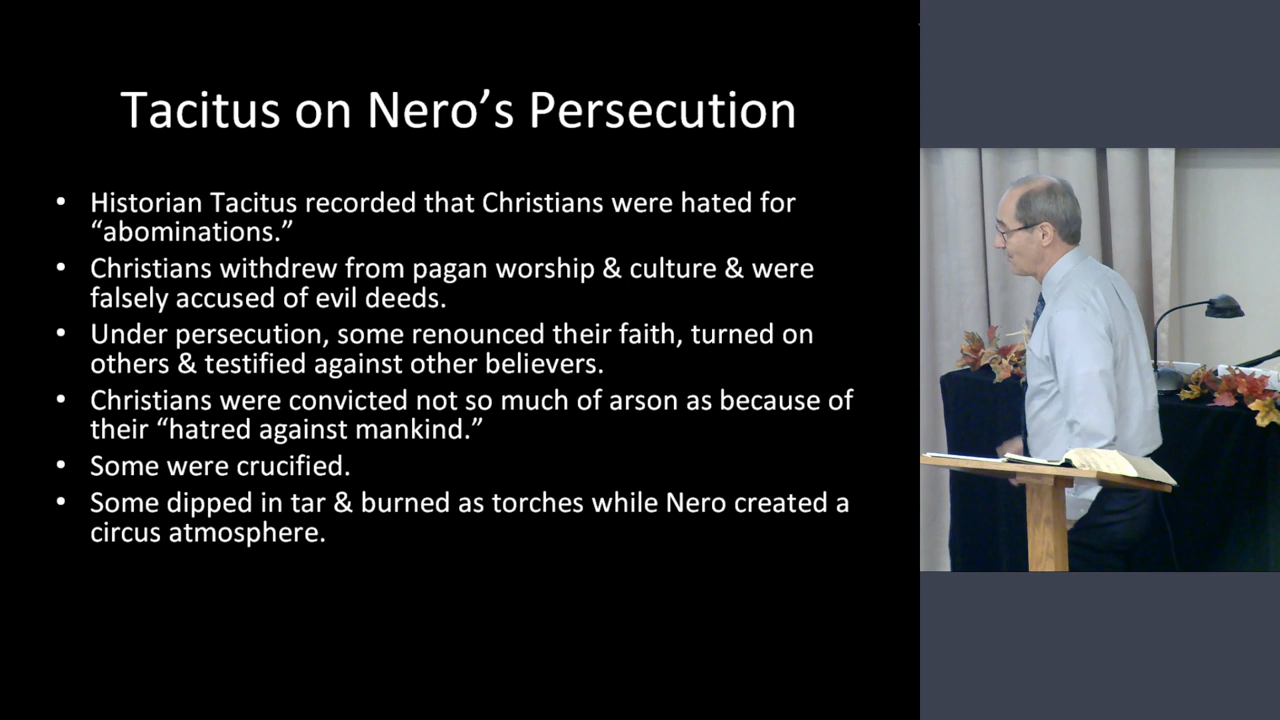 Tacitus on Nero’s Persecution
• Historian Tacitus recorded that Christians were hated for
“abominations.”
• Christians withdrew from pagan worship & culture & were
falsely accused of evil deeds.
• Under persecution, some renounced their faith, turned on
others & testified against other believers.
• Christians were convicted not so much of arson as because of
their “hatred against mankind.”
• Some were crucified.
• Some dipped in tar & burned as torches while Nero created a
circus atmosphere.